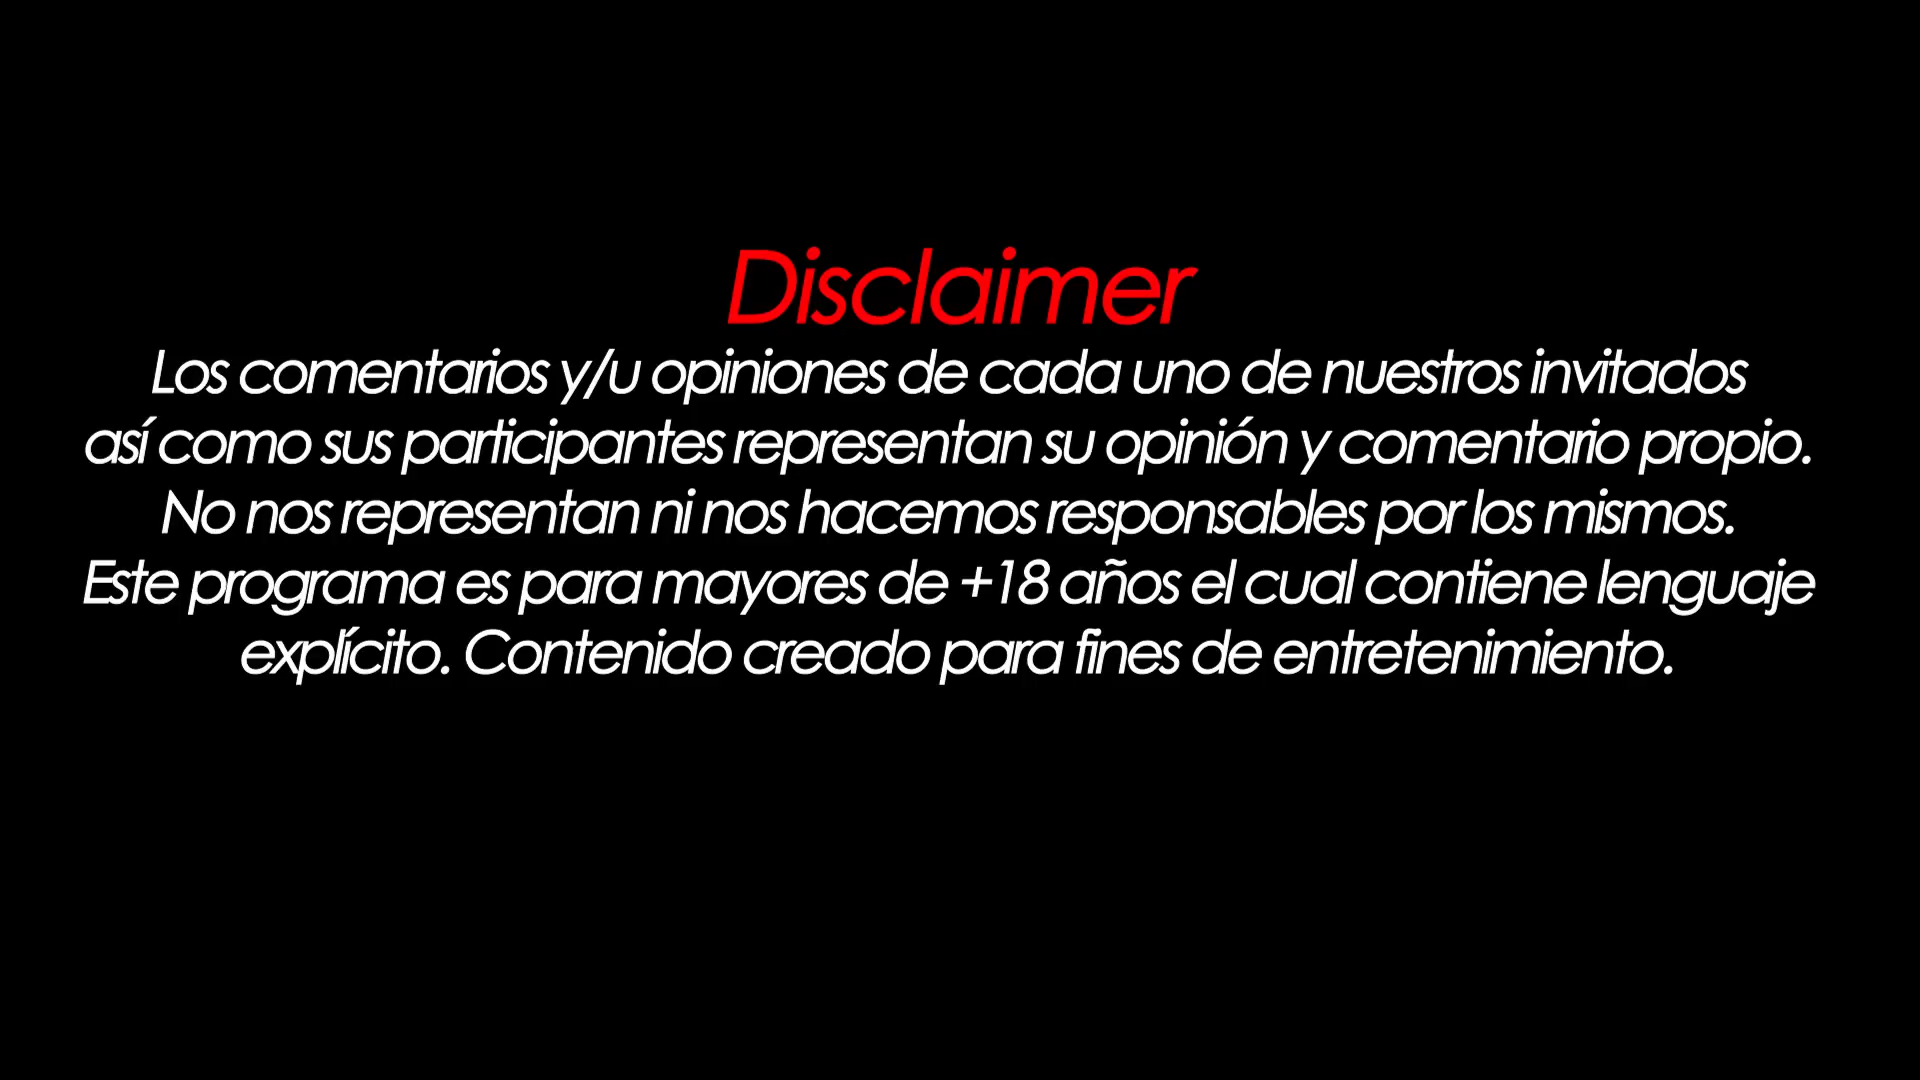 Disclaimer
Los comentarios y/u opiniones de cada uno de nuestros invitados
así como sus participantes representan su opinión y comentario propio.
No nos representan ni nos hacemos responsables por los mismos.
Este programa es para mayores de +18 años el cual contiene lenguaje
explícito. Contenido creado para fines de entretenimiento.